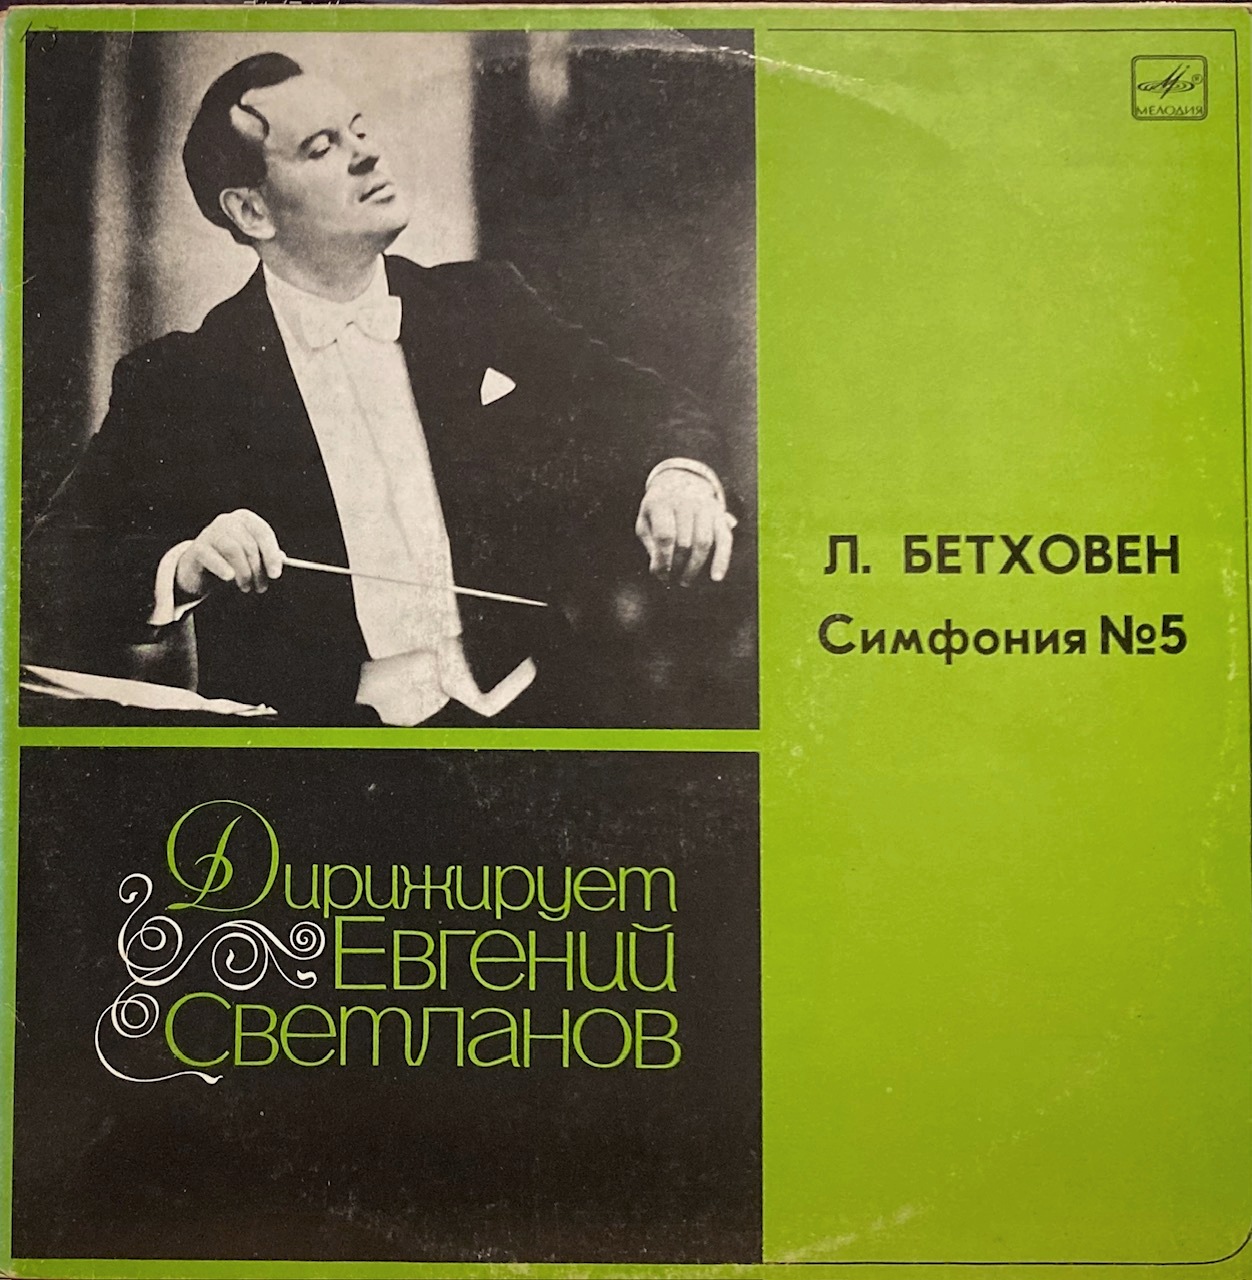 МЕЛОДИЯ
Л. БЕТХОВЕН
Симфония №5
Дирижирует
Евгений
Светланов